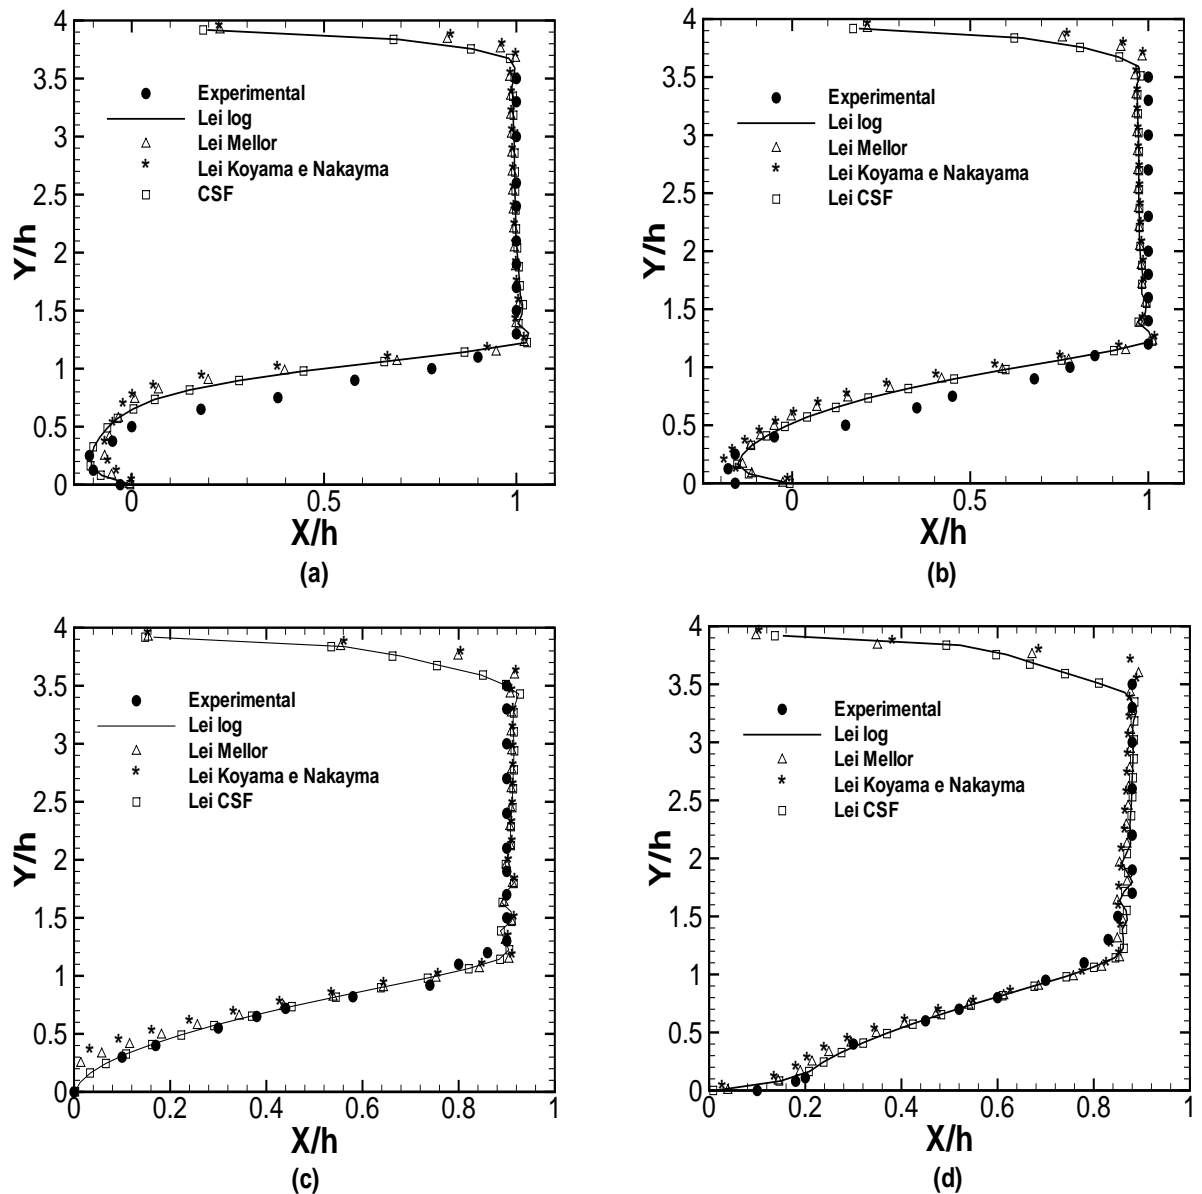 4
3.5
3
2.5
2
1.5
1
0.5
0
Y/h
Experimental
Lei log
Lei Mellor
Lei Koyama e Nakayma
CSF
0
0.5
1
X/h
(a)
4
3.5
3
2.5
2
1.5
1
0.5
0
Y/h
Experimental
Lei log
Lei Mellor
Lei Koyama e Nakayama
Lei CSF
0
0.5
1
X/h
(b)
4
3.5
3
2.5
2
1.5
1
0.5
0
Y/h
Experimental
Lei log
Lei Mellor
Lei Koyama e Nakayma
Lei CSF
0
0.2
0.4
0.6
0.8
1
X/h
(c)
4
3.5
3
2.5
2
1.5
1
0.5
0
Y/h
Experimental
Lei log
Lei Mellor
Lei Koyama e Nakayma
Lei CSF
0
0.2
0.4
0.6
0.8
1
X/h
(d)